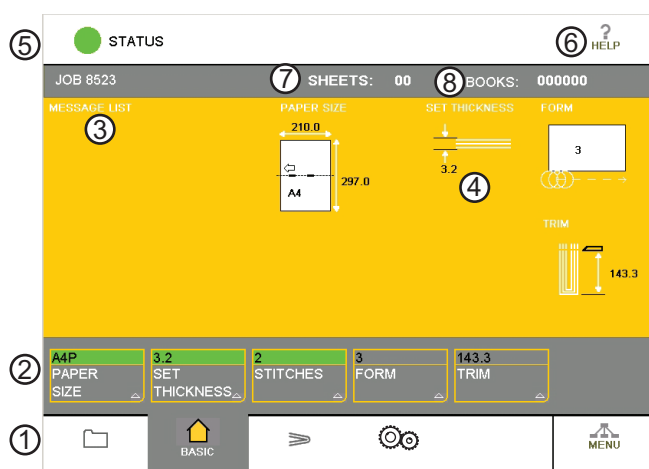 5 STATUS 6 ? HELP
JOB 8523 7 SHEETS: 00 8 BOOKS: 000000
MESSAGE LIST PAPER SIZE SET THICKNESS FORM
3 210.0
3
3.2 4
297.0
A4
TRIM
143.3
2
A4P 3.2 2 3 143.3
PAPER SIZE
SET THICKNESS
STITCHES
FORM
TRIM
1 BASIC MENU